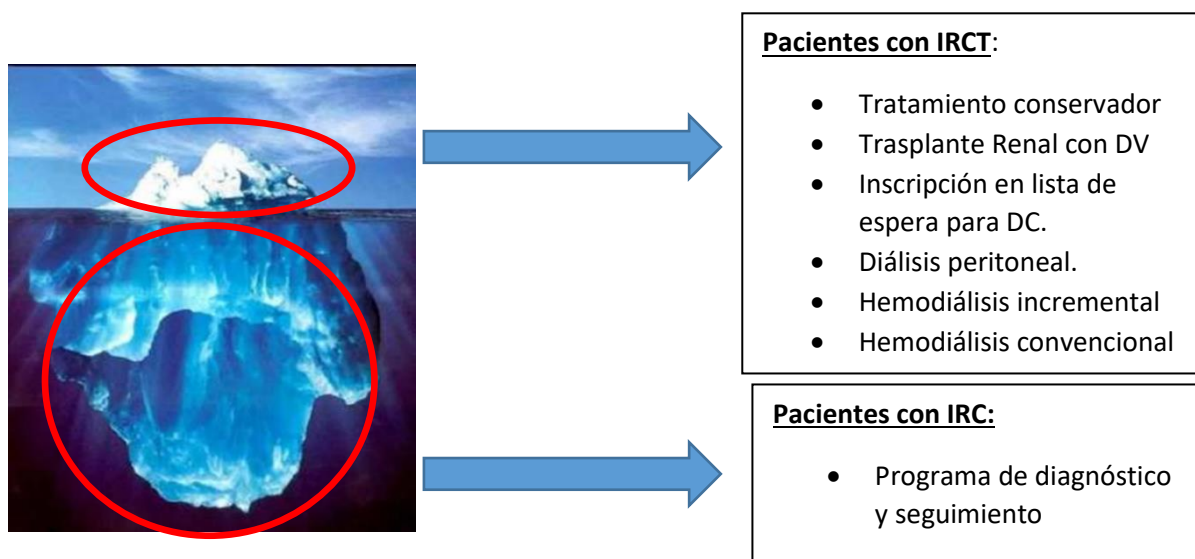 Pacientes con IRCT:
• Tratamiento conservador
• Trasplante Renal con DV
• Inscripción en lista de
espera para DC.
• Diálisis peritoneal.
• Hemodiálisis incremental
• Hemodiálisis convencional
Pacientes con IRC:
• Programa de diagnóstico
y seguimiento